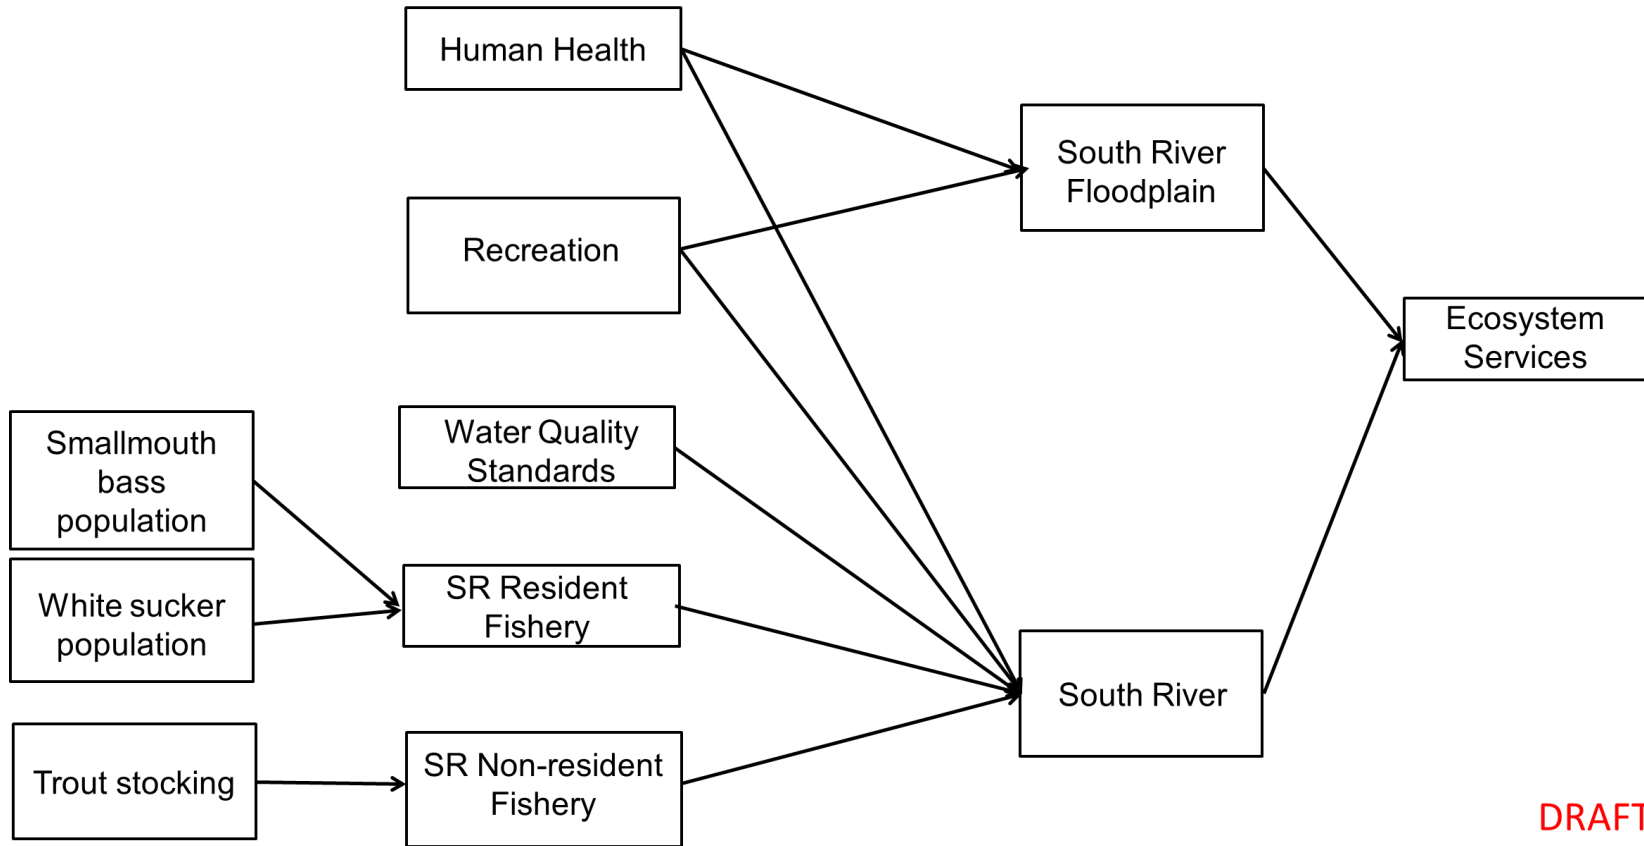 Human Health
South River
Floodplain
Recreation
Ecosystem
Services
Smallmouth
bass
population
Water Quality
Standards
White sucker
population
SR Resident
Fishery
South River
Trout stocking
SR Non-resident
Fishery
DRAFT